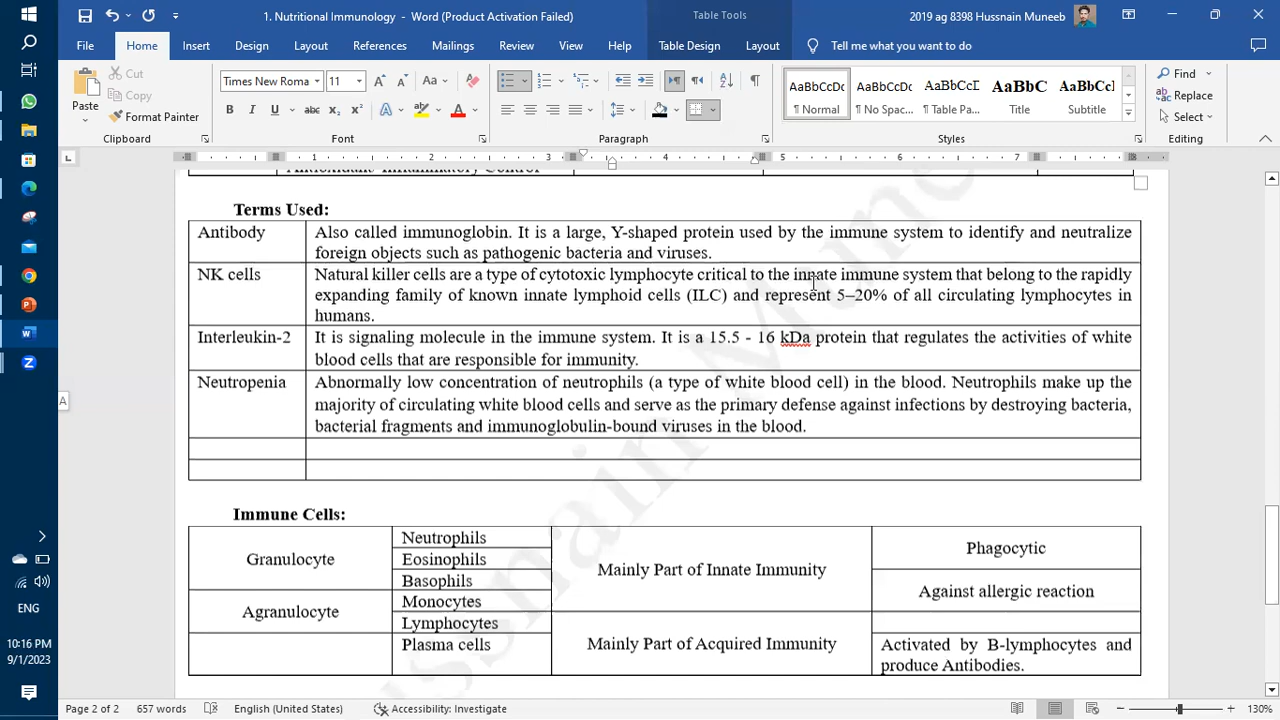 1. Nutritional Immunology - Word (Product Activation Failed)
Table Tools
2019 ag 8398 Hussnain Muneeb
File Home Insert Design Layout References Mailings Review View Help Table Design Layout Tell me what you want to do
Paste
Cut
Copy
Format Painter
Times New Roma 11
Clipboard Font Paragraph Styles Editing
AaBbCcDc AaBbCcDc AaBbCcI AaBbC AaBbCcl
¶ Normal ¶ No Spac... ¶ Table Pa... Title Subtitle
Find
Replace
Select
1 2 3 4 5 6 7
Antioxidant/ Inflammatory Control
Terms Used:
Antibody Also called immunoglobin. It is a large, Y-shaped protein used by the immune system to identify and neutralize
foreign objects such as pathogenic bacteria and viruses.
NK cells Natural killer cells are a type of cytotoxic lymphocyte critical to the innate immune system that belong to the rapidly
expanding family of known innate lymphoid cells (ILC) and represent 5–20% of all circulating lymphocytes in
humans.
Interleukin-2 It is signaling molecule in the immune system. It is a 15.5 - 16 kDa protein that regulates the activities of white
blood cells that are responsible for immunity.
Neutropenia Abnormally low concentration of neutrophils (a type of white blood cell) in the blood. Neutrophils make up the
majority of circulating white blood cells and serve as the primary defense against infections by destroying bacteria,
bacterial fragments and immunoglobulin-bound viruses in the blood.
Immune Cells:
Granulocyte
Neutrophils
Eosinophils
Basophils
Mainly Part of Innate Immunity
Phagocytic
Against allergic reaction
Agranulocyte
Monocytes
Lymphocytes
Plasma cells
Mainly Part of Acquired Immunity
Activated by B-lymphocytes and
produce Antibodies.
Hussnain Munee
ENG
10:16 PM
9/1/2023
Page 2 of 2 657 words English (United States) Accessibility: Investigate 130%